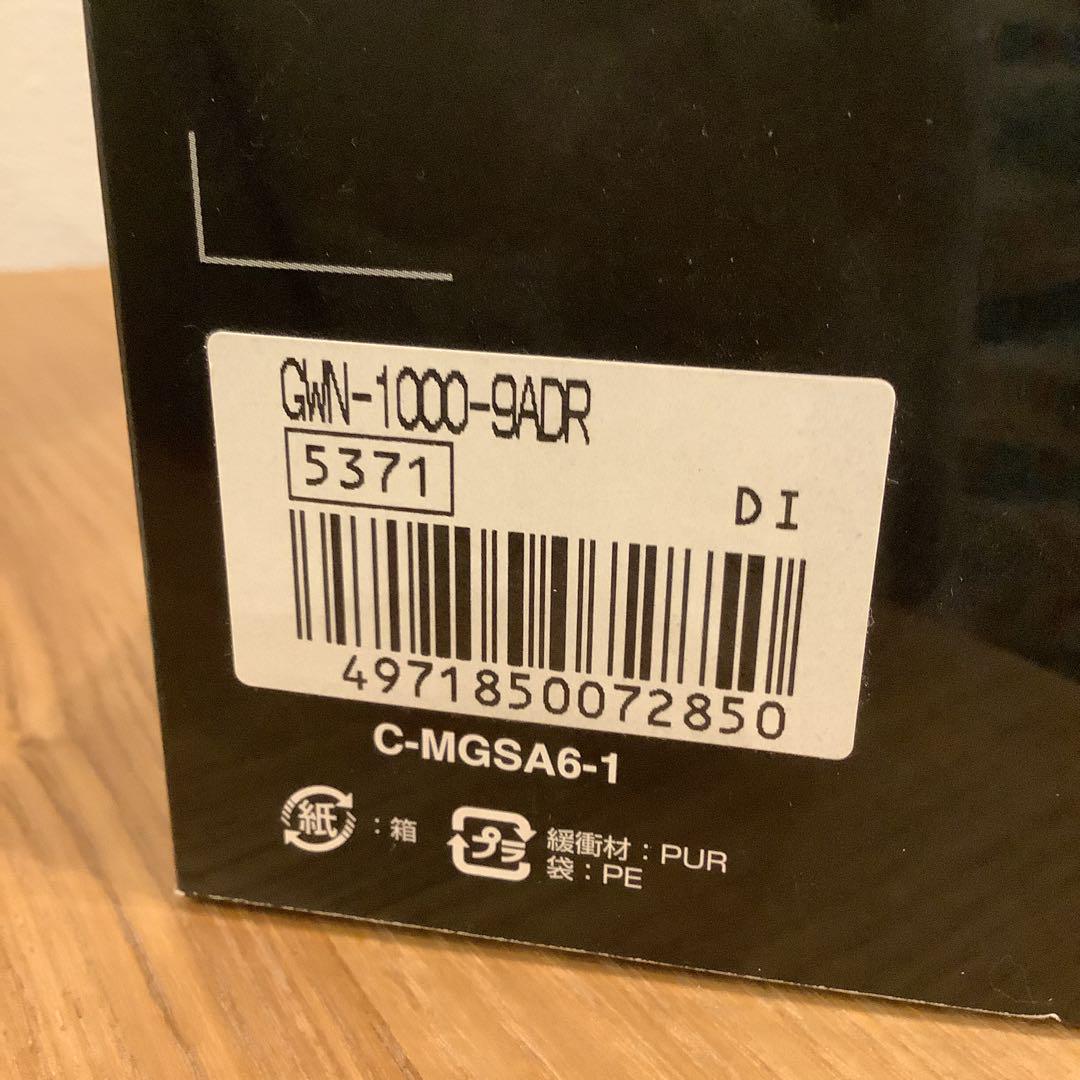 GWN-1000-9ADR
5371
DI
4971850072850
C-MGSA6-1
紙 : 箱
プラ 緩衝材 : PUR
袋 : PE